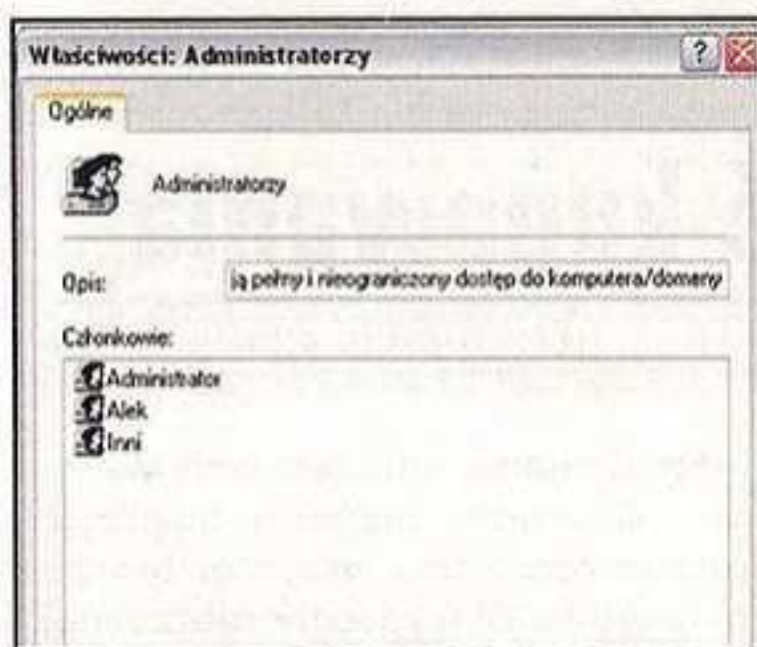 Właściwości: Administratorzy
Ogólne
Administratorzy
Opis:
ją pełny i nieograniczony dostęp do komputera/domeny
Członkowie:
Administrator
Alek
Inni